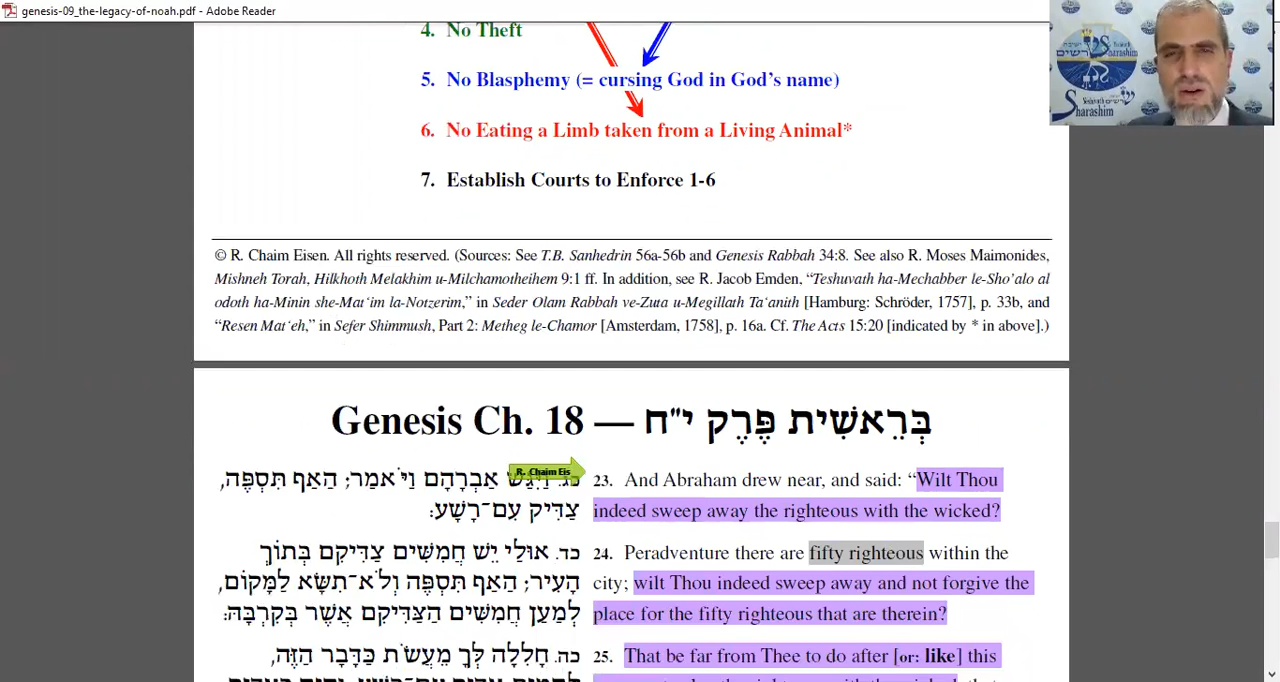 genesis-09_the-legacy-of-noah.pdf - Adobe Reader
4. No Theft
5. No Blasphemy (= cursing God in God's name)
6. No Eating a Limb taken from a Living Animal*
7. Establish Courts to Enforce 1-6
© R. Chaim Eisen. All rights reserved. (Sources: See T.B. Sanhedrin 56a-56b and Genesis Rabbah 34:8. See also R. Moses Maimonides,
Mishneh Torah, Hilkhoth Melakhim u-Milchamotheihem 9:1 ff. In addition, see R. Jacob Emden, “Teshuvath ha-Mechabber le-Sho’alo al
odoth ha-Minin she-Mat‘im la-Notzerim,” in Seder Olam Rabbah ve-Zuta u-Megillath Ta‘anith [Hamburg: Schröder, 1757], p. 33b, and
“Resen Mat‘eh,” in Sefer Shimmush, Part 2: Metheg le-Chamor [Amsterdam, 1758], p. 16a. Cf. The Acts 15:20 [indicated by * in above].)
Genesis Ch. 18 — בְּרֵאשִׁית פֶּרֶק י"ח
R. Chaim Eis
כג. וַיִּגַּשׁ אַבְרָהָם וַיֹּאמַר; הַאַף תִּסְפֶּה,
צַדִּיק עִם־רָשָׁע:
23. And Abraham drew near, and said: “Wilt Thou
indeed sweep away the righteous with the wicked?
כד. אוּלַי יֵשׁ חֲמִשִּׁים צַדִּיקִם בְּתוֹךְ
הָעִיר; הַאַף תִּסְפֶּה וְלֹא־תִשָּׂא לַמָּקוֹם,
לְמַעַן חֲמִשִּׁים הַצַּדִּיקִם אֲשֶׁר בְּקִרְבָּהּ:
24. Peradventure there are fifty righteous within the
city; wilt Thou indeed sweep away and not forgive the
place for the fifty righteous that are therein?
כה. חָלִלָה לְּךָ מֵעֲשֹׂת כַּדָּבָר הַזֶּה,
25. That be far from Thee to do after [or: like] this
Yeshivath
Sharashim